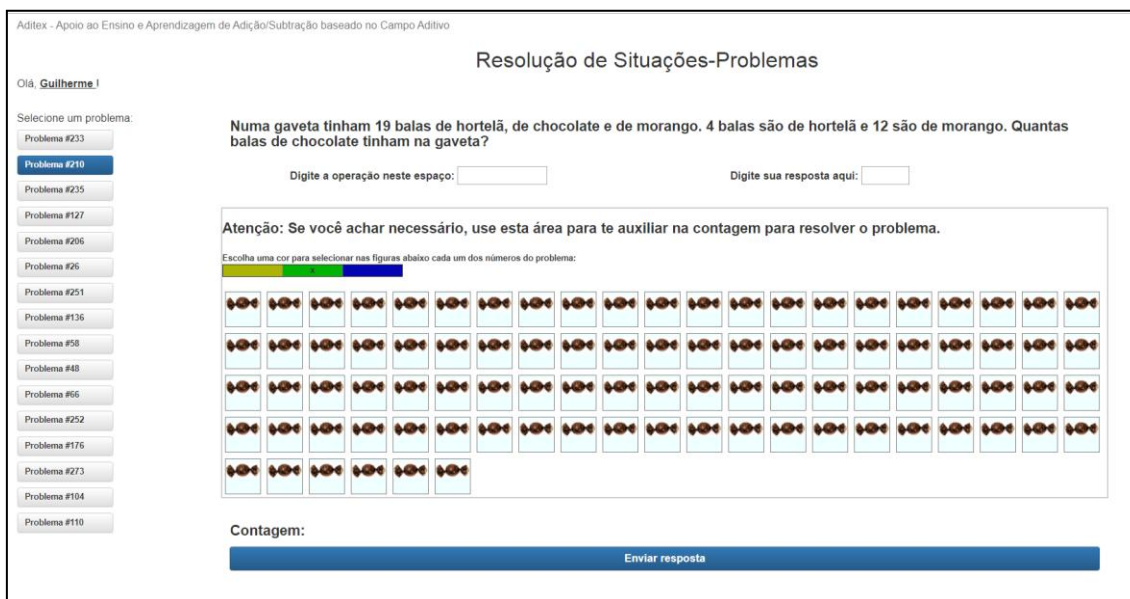 Aditex - Apoio ao Ensino e Aprendizagem de Adição/Subtração baseado no Campo Aditivo
Resolução de Situações-Problemas
Olá, Guilherme !
Selecione um problema:
Problema #233
Problema #210
Problema #235
Problema #127
Problema #206
Problema #26
Problema #251
Problema #136
Problema #58
Problema #48
Problema #66
Problema #252
Problema #176
Problema #273
Problema #104
Problema #110
Numa gaveta tinham 19 balas de hortelã, de chocolate e de morango. 4 balas são de hortelã e 12 são de morango. Quantas
balas de chocolate tinham na gaveta?
Digite a operação neste espaço:
Digite sua resposta aqui:
Atenção: Se você achar necessário, use esta área para te auxiliar na contagem para resolver o problema.
Escolha uma cor para selecionar nas figuras abaixo cada um dos números do problema:
x
Contagem:
Enviar resposta